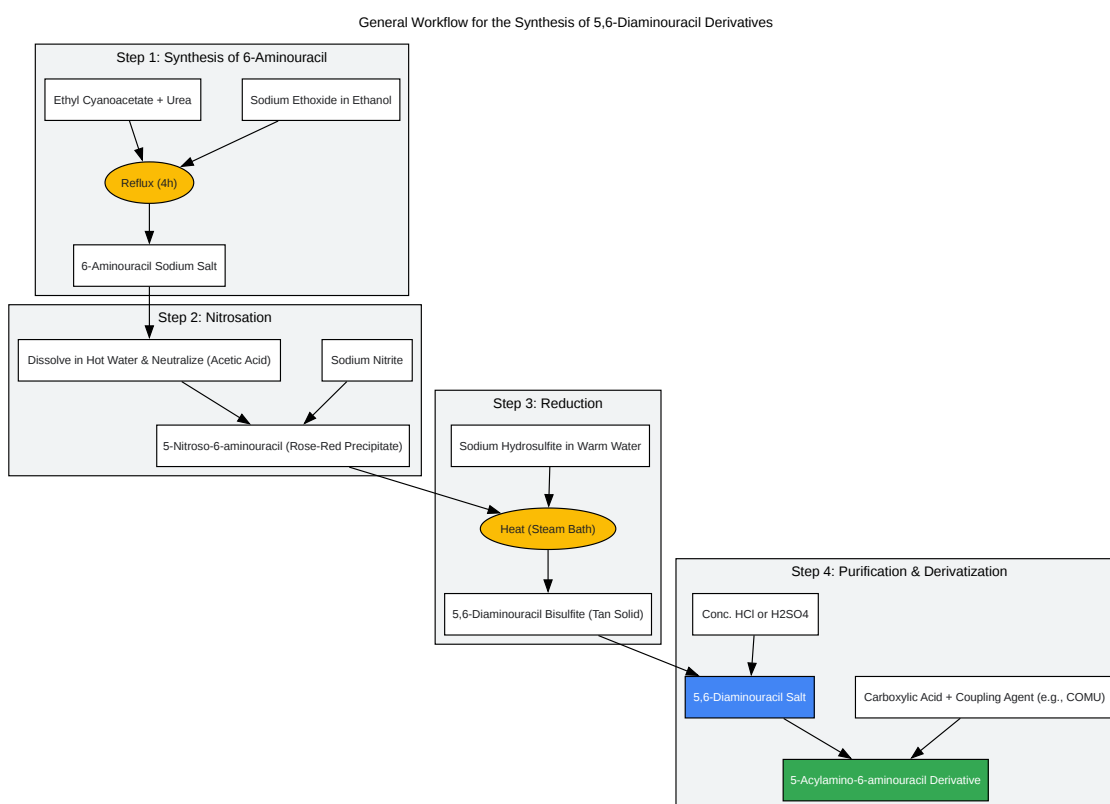 General Workflow for the Synthesis of 5,6-Diaminouracil Derivatives
Step 1: Synthesis of 6-Aminouracil
Ethyl Cyanoacetate + Urea
Sodium Ethoxide in Ethanol
Reflux (4h)
6-Aminouracil Sodium Salt
Step 2: Nitrosation
Dissolve in Hot Water & Neutralize (Acetic Acid)
Sodium Nitrite
5-Nitroso-6-aminouracil (Rose-Red Precipitate)
Step 3: Reduction
Sodium Hydrosulfite in Warm Water
Heat (Steam Bath)
5,6-Diaminouracil Bisulfite (Tan Solid)
Step 4: Purification & Derivatization
Conc. HCl or H2SO4
5,6-Diaminouracil Salt
Carboxylic Acid + Coupling Agent (e.g., COMU)
5-Acylamino-6-aminouracil Derivative